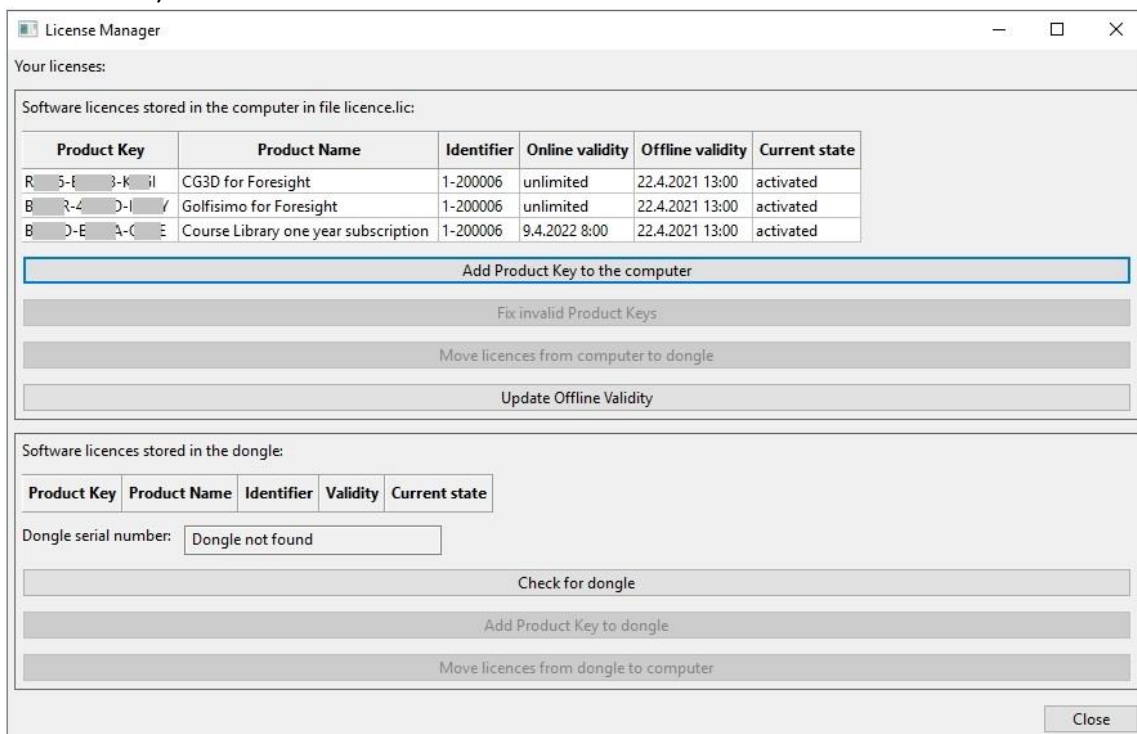 License Manager
Your licenses:
Software licences stored in the computer in file licence.lic:
Product Key Product Name Identifier Online validity Offline validity Current state
CG3D for Foresight 1-200006 unlimited 22.4.2021 13:00 activated
Golfisimo for Foresight 1-200006 unlimited 22.4.2021 13:00 activated
Course Library one year subscription 1-200006 9.4.2022 8:00 22.4.2021 13:00 activated
Add Product Key to the computer
Fix invalid Product Keys
Move licences from computer to dongle
Update Offline Validity
Software licences stored in the dongle:
Product Key Product Name Identifier Validity Current state
Dongle serial number: Dongle not found
Check for dongle
Add Product Key to dongle
Move licences from dongle to computer
Close